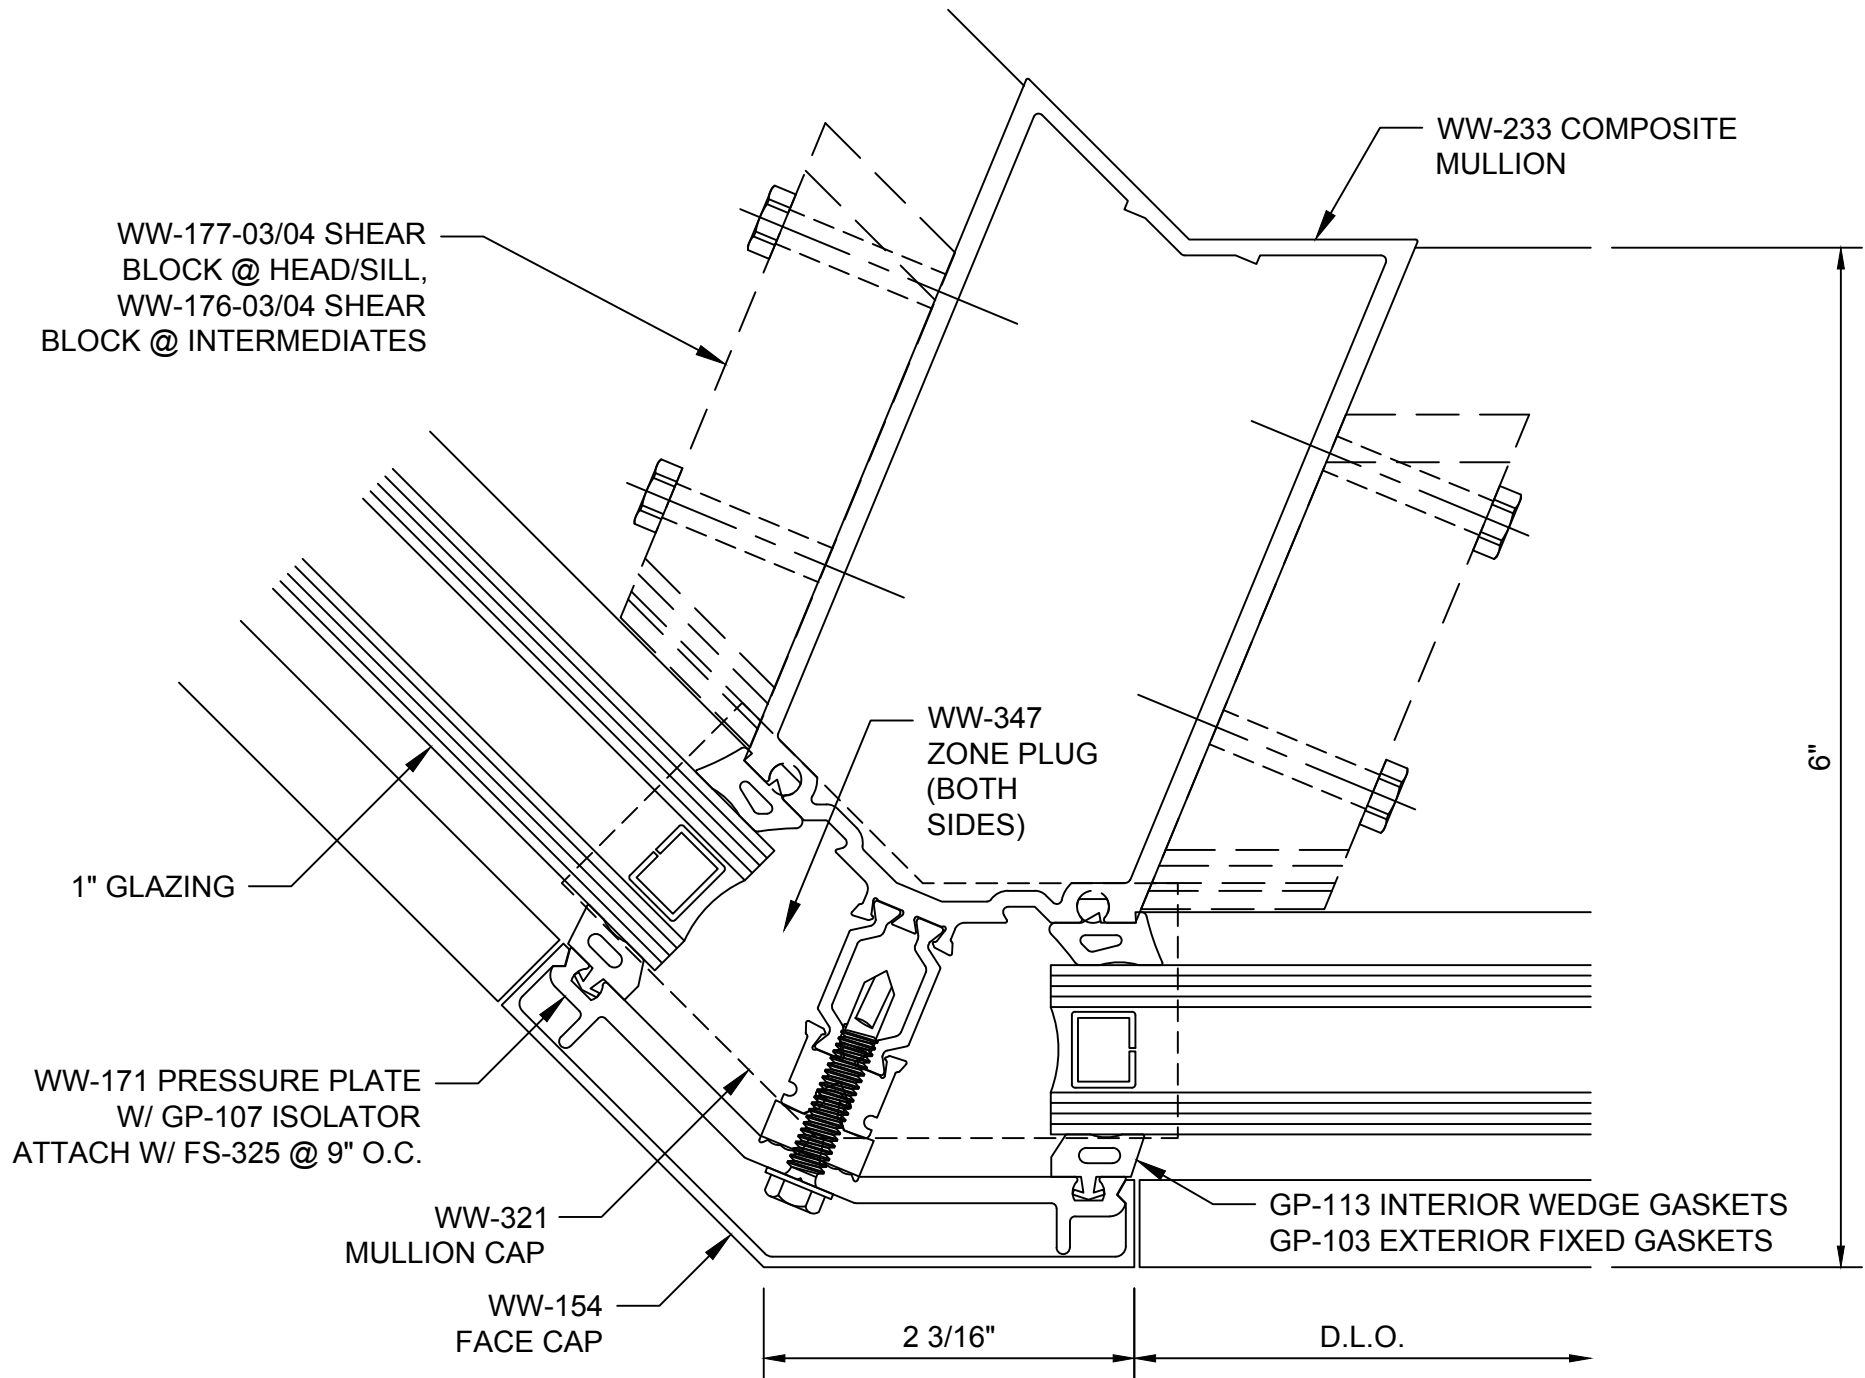 WW-233 COMPOSITE
MULLION
WW-177-03/04 SHEAR
BLOCK @ HEAD/SILL,
WW-176-03/04 SHEAR
BLOCK @ INTERMEDIATES
WW-347
ZONE PLUG
(BOTH
SIDES)
6"
1" GLAZING
WW-171 PRESSURE PLATE
W/ GP-107 ISOLATOR
ATTACH W/ FS-325 @ 9" O.C.
WW-321
MULLION CAP
GP-113 INTERIOR WEDGE GASKETS
GP-103 EXTERIOR FIXED GASKETS
WW-154
FACE CAP
2 3/16"
D.L.O.